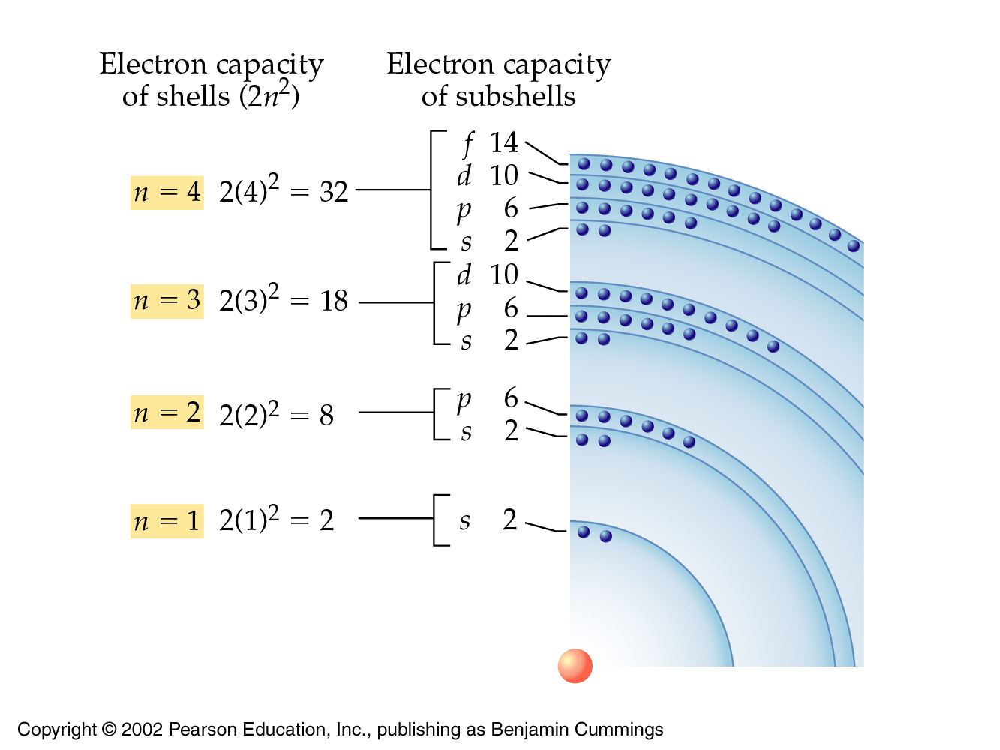 Electron capacity
of shells (2n²)
Electron capacity
of subshells
n = 4 2(4)² = 32
f 14
d 10
p 6
s 2
n = 3 2(3)² = 18
d 10
p 6
s 2
n = 2 2(2)² = 8
p 6
s 2
n = 1 2(1)² = 2
s 2
Copyright © 2002 Pearson Education, Inc., publishing as Benjamin Cummings